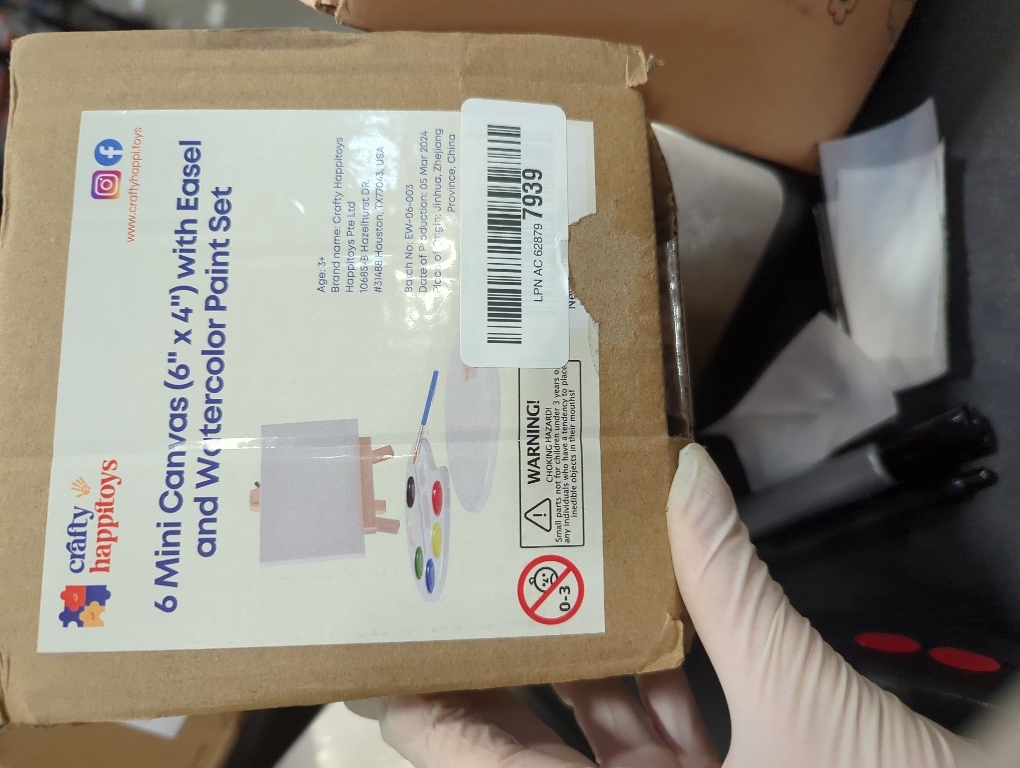 crafty
happitoys
www.craftyhappi.toys
6 Mini Canvas (6" x 4") with Easel
and Watercolor Paint Set
Age: 3+
Brand name: Crafty Happitoys
Happitoys Pte Ltd
10685-B Hazelhurst DR.
#31488 Houston, TX77043, USA
Batch No: EW-06-003
Date of Production: 05 Mar 2024
Place of Origin: Jinhua, Zhejiang
Province, China
LPN AC 62879 7939
0-3
WARNING!
CHOKING HAZARD!
Small parts not for children under 3 years o
any individuals who have a tendency to place
inedible objects in their mouths!